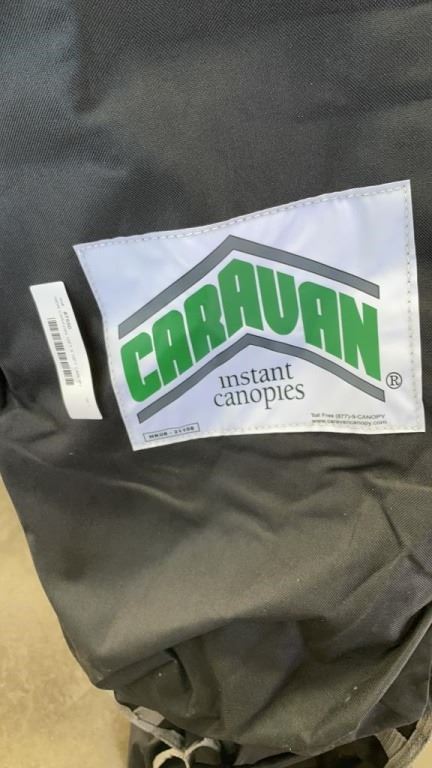 CARAVAN
instant
canopies
®
Toll Free (877)-9-CANOPY
www.caravancanopy.com